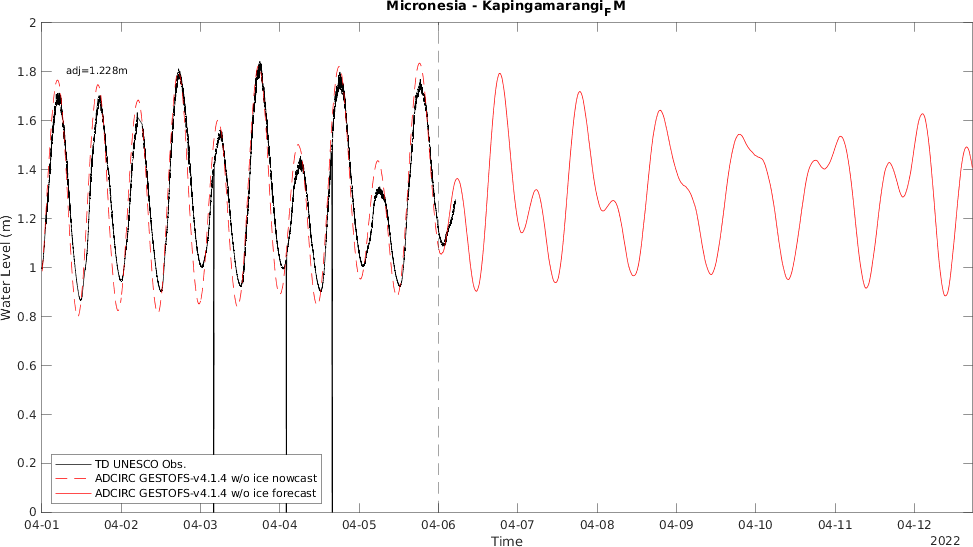 Micronesia - Kapingamarangi_FM
2
1.8
adj=1.228m
1.6
1.4
1.2
1
0.8
0.6
0.4
0.2
0
Water Level (m)
TD UNESCO Obs.
ADCIRC GESTOFS-v4.1.4 w/o ice nowcast
ADCIRC GESTOFS-v4.1.4 w/o ice forecast
04-01 04-02 04-03 04-04 04-05 04-06 04-07 04-08 04-09 04-10 04-11 04-12
Time
2022